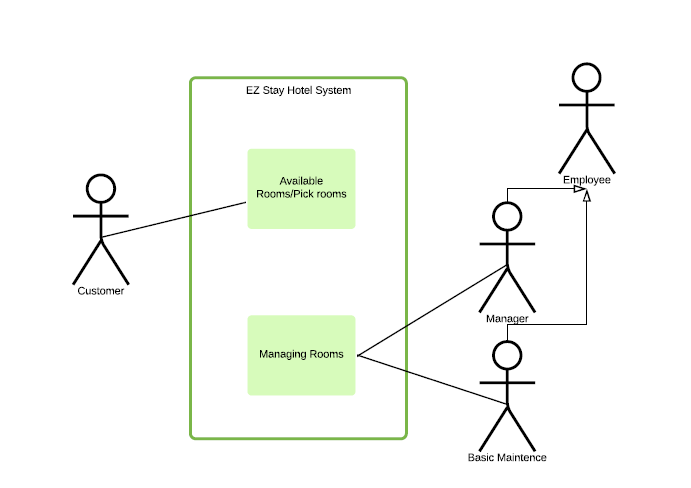 EZ Stay Hotel System
Available
Rooms/Pick rooms
Employee
Customer
Manager
Managing Rooms
Basic Maintence